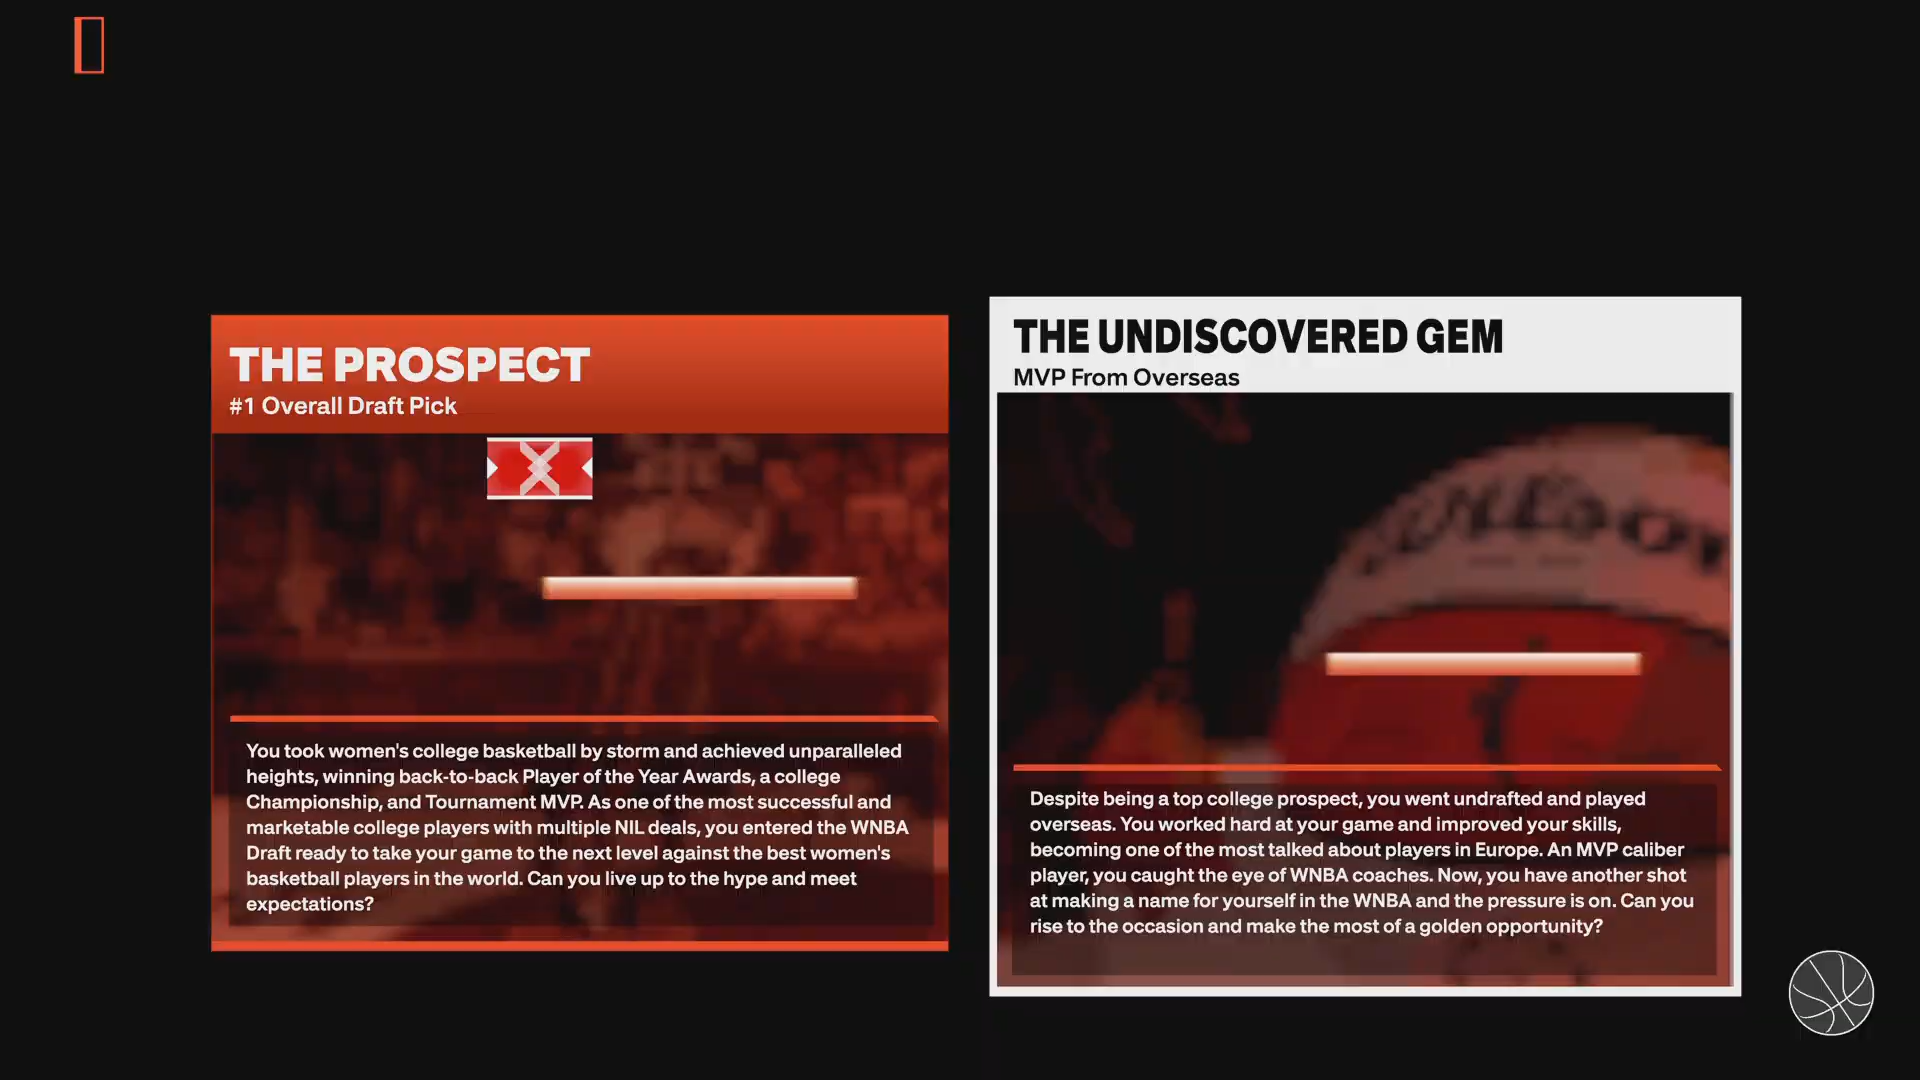 THE PROSPECT
#1 Overall Draft Pick
You took women's college basketball by storm and achieved unparalleled
heights, winning back-to-back Player of the Year Awards, a college
Championship, and Tournament MVP. As one of the most successful and
marketable college players with multiple NIL deals, you entered the WNBA
Draft ready to take your game to the next level against the best women's
basketball players in the world. Can you live up to the hype and meet
expectations?
THE UNDISCOVERED GEM
MVP From Overseas
Despite being a top college prospect, you went undrafted and played
overseas. You worked hard at your game and improved your skills,
becoming one of the most talked about players in Europe. An MVP caliber
player, you caught the eye of WNBA coaches. Now, you have another shot
at making a name for yourself in the WNBA and the pressure is on. Can you
rise to the occasion and make the most of a golden opportunity?